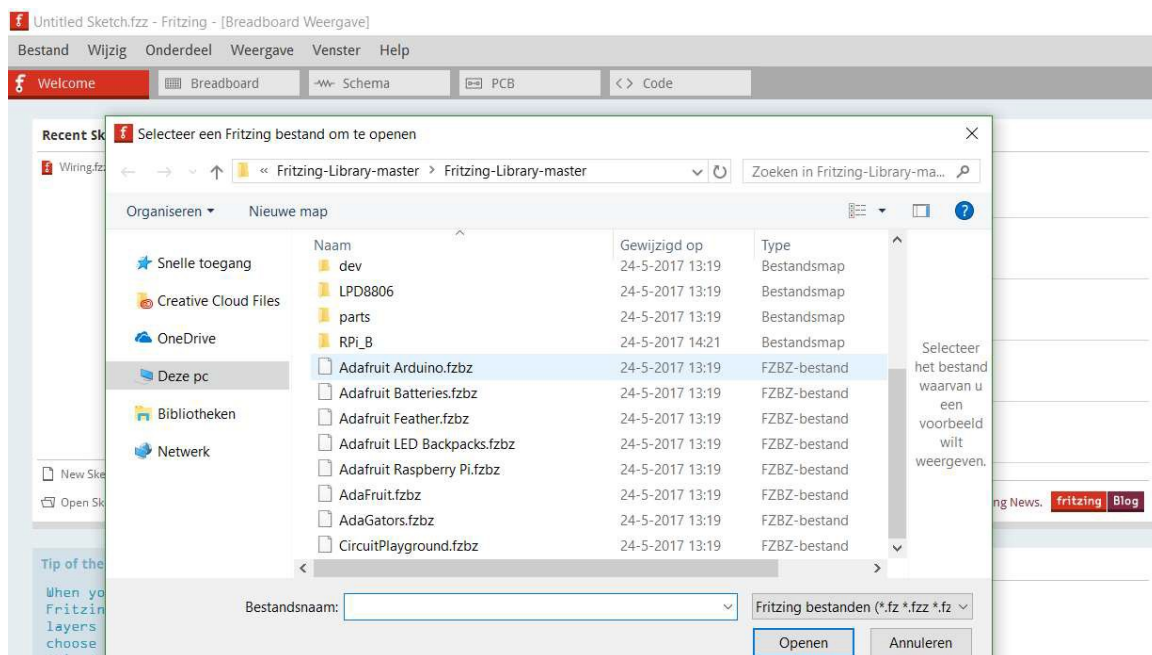 Untitled Sketch.fzz - Fritzing - [Breadboard Weergave]
Bestand Wijzig Onderdeel Weergave Venster Help
Welcome Breadboard Schema PCB <> Code
Recent Sk
Selecteer een Fritzing bestand om te openen
Wiring.fz
« Fritzing-Library-master > Fritzing-Library-master
Zoeken in Fritzing-Library-ma...
Organiseren Nieuwe map
Snelle toegang
Creative Cloud Files
OneDrive
Deze pc
Bibliotheken
Netwerk
Naam Gewijzigd op Type
dev 24-5-2017 13:19 Bestandsmap
LPD8806 24-5-2017 13:19 Bestandsmap
parts 24-5-2017 13:19 Bestandsmap
RPi_B 24-5-2017 14:21 Bestandsmap
Adafruit Arduino.fzbz 24-5-2017 13:19 FZBZ-bestand
Adafruit Batteries.fzbz 24-5-2017 13:19 FZBZ-bestand
Adafruit Feather.fzbz 24-5-2017 13:19 FZBZ-bestand
Adafruit LED Backpacks.fzbz 24-5-2017 13:19 FZBZ-bestand
Adafruit Raspberry Pi.fzbz 24-5-2017 13:19 FZBZ-bestand
AdaFruit.fzbz 24-5-2017 13:19 FZBZ-bestand
AdaGators.fzbz 24-5-2017 13:19 FZBZ-bestand
CircuitPlayground.fzbz 24-5-2017 13:19 FZBZ-bestand
Selecteer
het bestand
waarvan u
een
voorbeeld
wilt
weergeven.
New Ske
Open Sk
ng News. fritzing Blog
Bestandsnaam:
Fritzing bestanden (*.fz *.fzz *.fz
Openen Annuleren
Tip of the
When yo
Fritzin
layers
choose